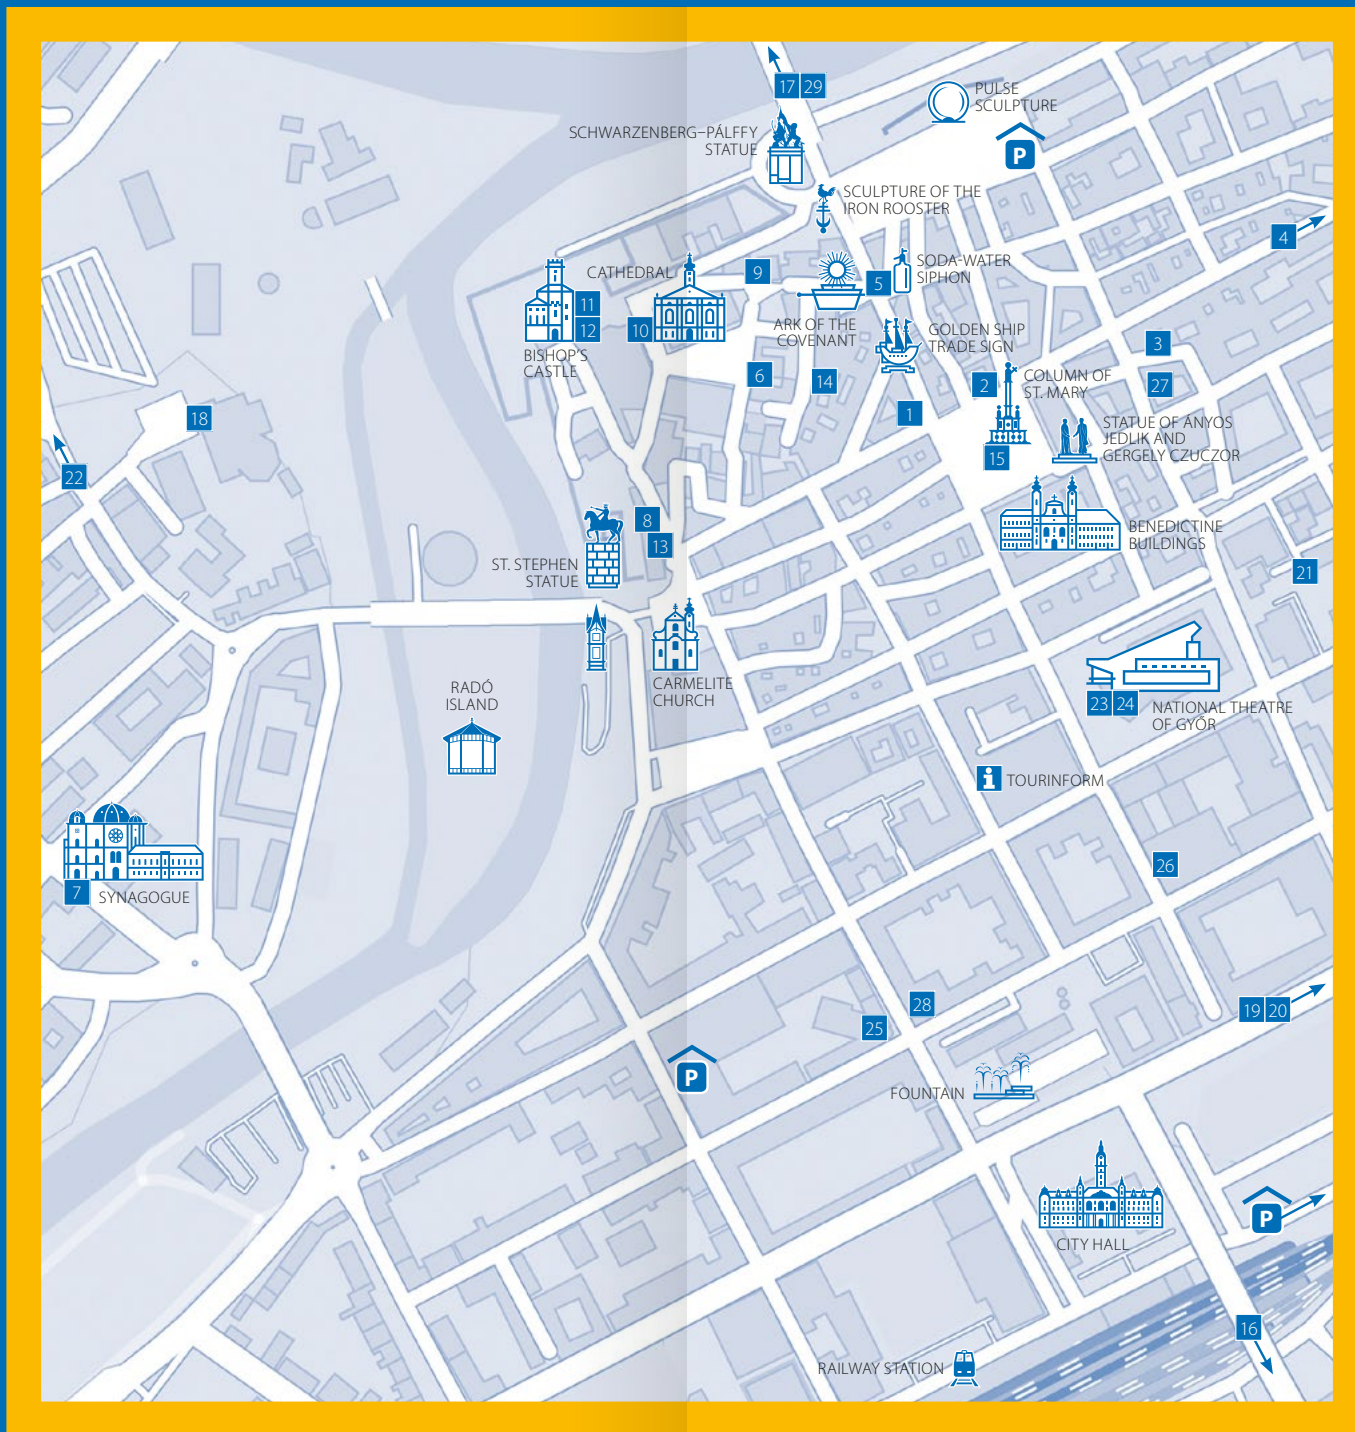 17 29
PULSE
SCULPTURE
SCHWARZENBERG–PÁLFFY
STATUE
P
SCULPTURE OF THE
IRON ROOSTER
4
CATHEDRAL
9
5
SODA-WATER
SIPHON
11
12
10
BISHOP'S
CASTLE
ARK OF THE
COVENANT
GOLDEN SHIP
TRADE SIGN
3
6
14
2
COLUMN OF
ST. MARY
27
1
18
STATUE OF ÁNYOS
JEDLIK AND
GERGELY CZUCZOR
15
22
8
13
BENEDICTINE
BUILDINGS
ST. STEPHEN
STATUE
21
RADÓ
ISLAND
CARMELITE
CHURCH
23 24
NATIONAL THEATRE
OF GYŐR
i TOURINFORM
26
7
SYNAGOGUE
28
25
19 20
P
FOUNTAIN
P
CITY HALL
16
RAILWAY STATION